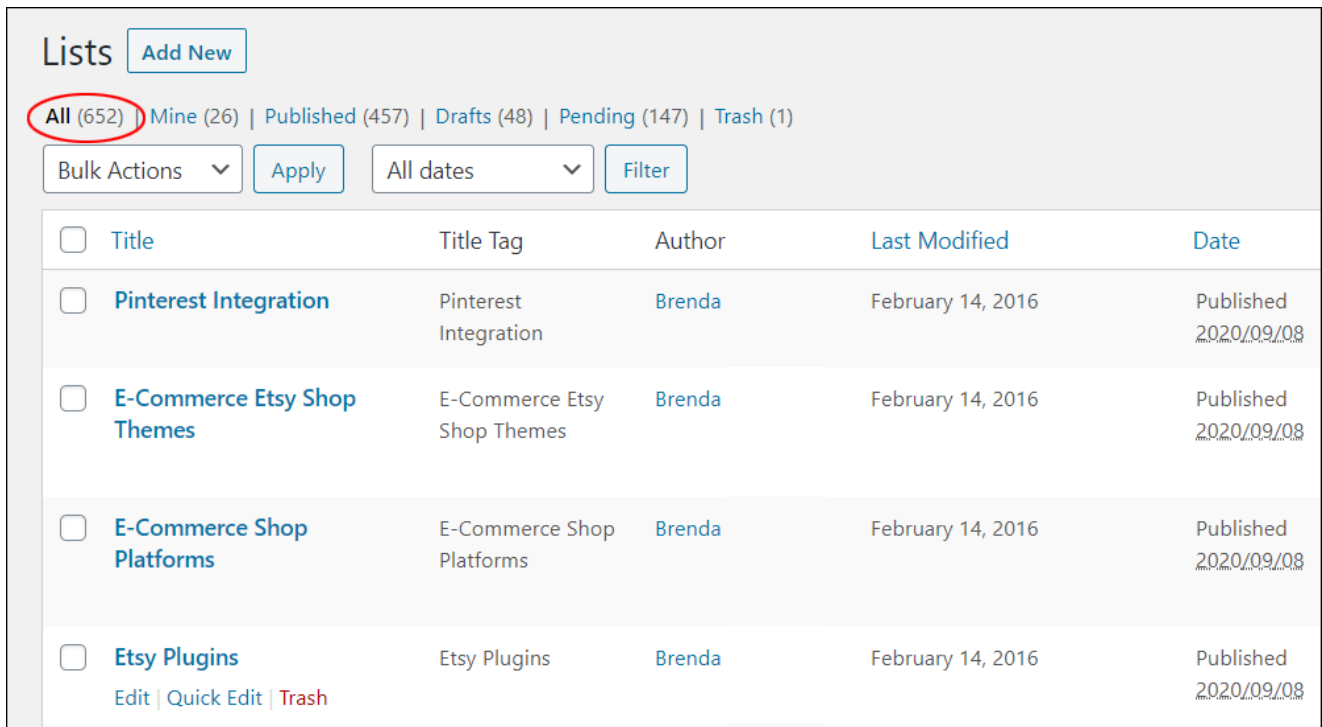 Lists Add New
All (652) | Mine (26) | Published (457) | Drafts (48) | Pending (147) | Trash (1)
Bulk Actions Apply All dates Filter
Title Title Tag Author Last Modified Date
Pinterest Integration Pinterest Brenda February 14, 2016 Published
Integration 2020/09/08
E-Commerce Etsy Shop E-Commerce Etsy Brenda February 14, 2016 Published
Themes Shop Themes 2020/09/08
E-Commerce Shop E-Commerce Shop Brenda February 14, 2016 Published
Platforms Platforms 2020/09/08
Etsy Plugins Etsy Plugins Brenda February 14, 2016 Published
Edit | Quick Edit | Trash 2020/09/08